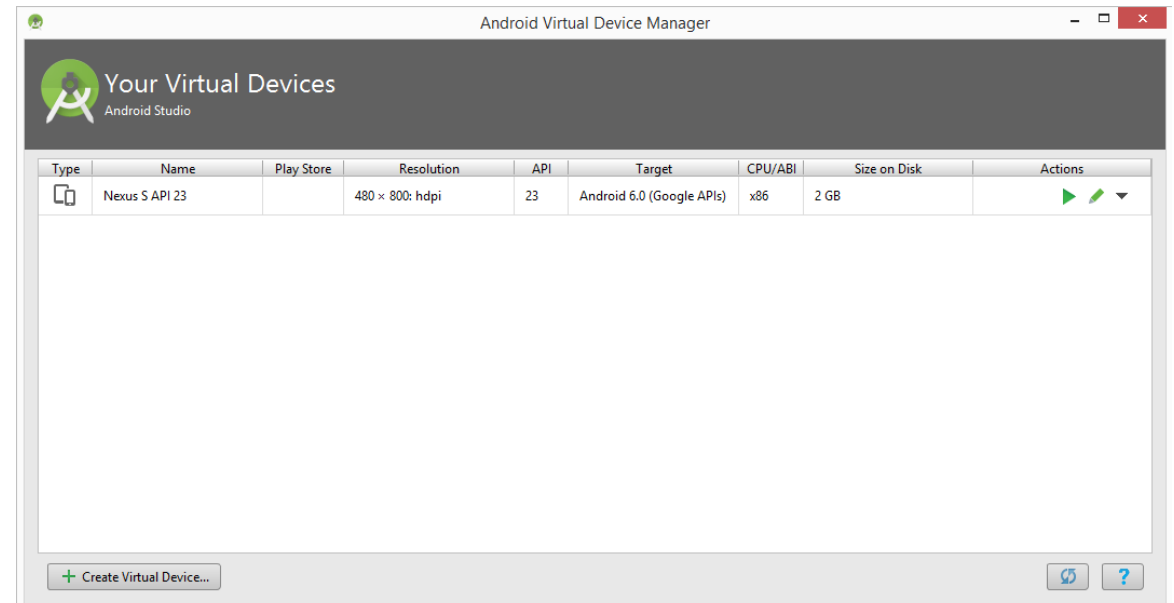 Android Virtual Device Manager
Your Virtual Devices
Android Studio
Type Name Play Store Resolution API Target CPU/ABI Size on Disk Actions
Nexus S API 23 480 × 800: hdpi 23 Android 6.0 (Google APIs) x86 2 GB
Create Virtual Device...
?